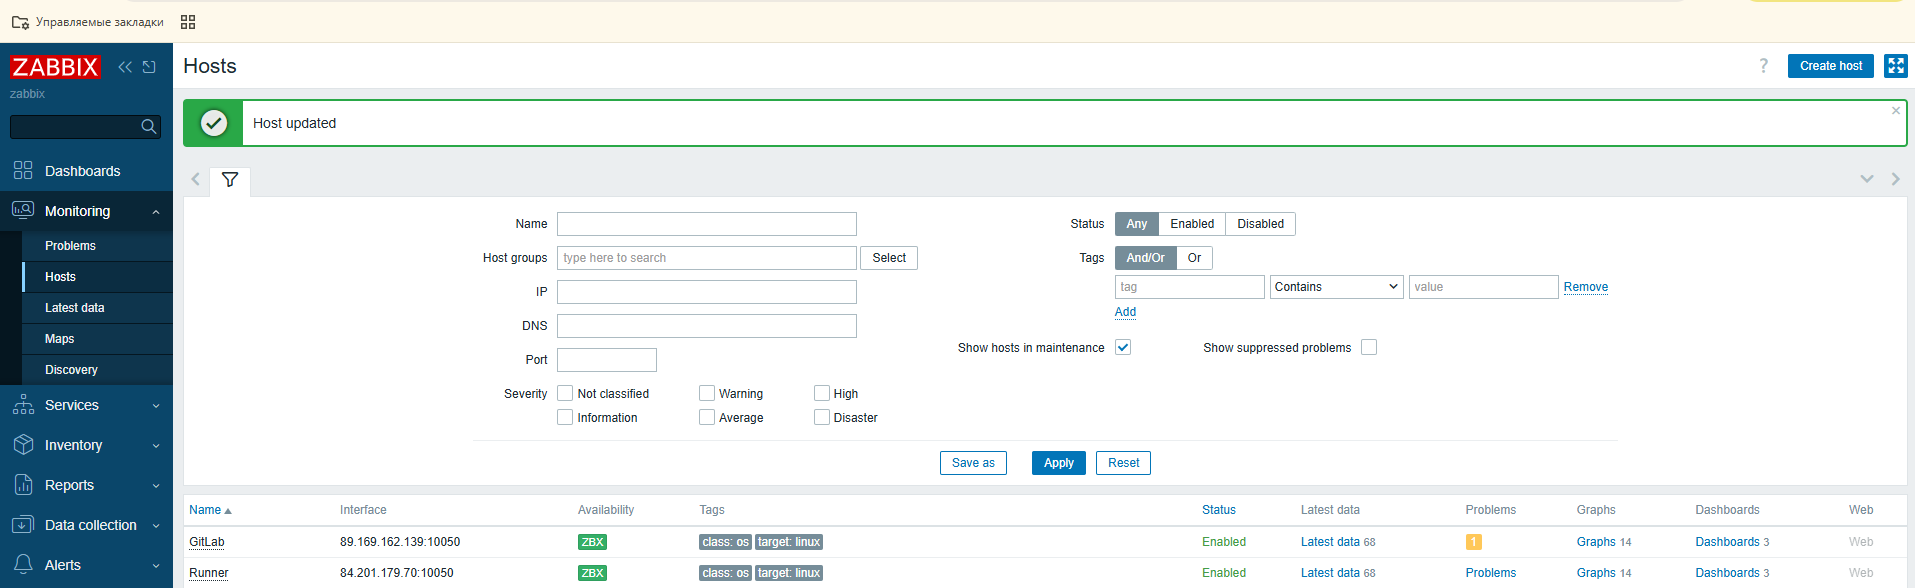 Управляемые закладки
ZABBIX
zabbix
Hosts
?
Create host
Host updated
Dashboards
Monitoring
Problems
Hosts
Latest data
Maps
Discovery
Services
Inventory
Reports
Data collection
Alerts
Name
Status Any Enabled Disabled
Host groups type here to search Select
Tags And/Or Or
IP
tag Contains value Remove
Add
DNS
Show hosts in maintenance Show suppressed problems
Port
Severity Not classified Warning High
Information Average Disaster
Save as Apply Reset
Name Interface Availability Tags Status Latest data Problems Graphs Dashboards Web
GitLab 89.169.162.139:10050 ZBX class: os target: linux Enabled Latest data 68 1 Graphs 14 Dashboards 3 Web
Runner 84.201.179.70:10050 ZBX class: os target: linux Enabled Latest data 68 Problems Graphs 14 Dashboards 3 Web